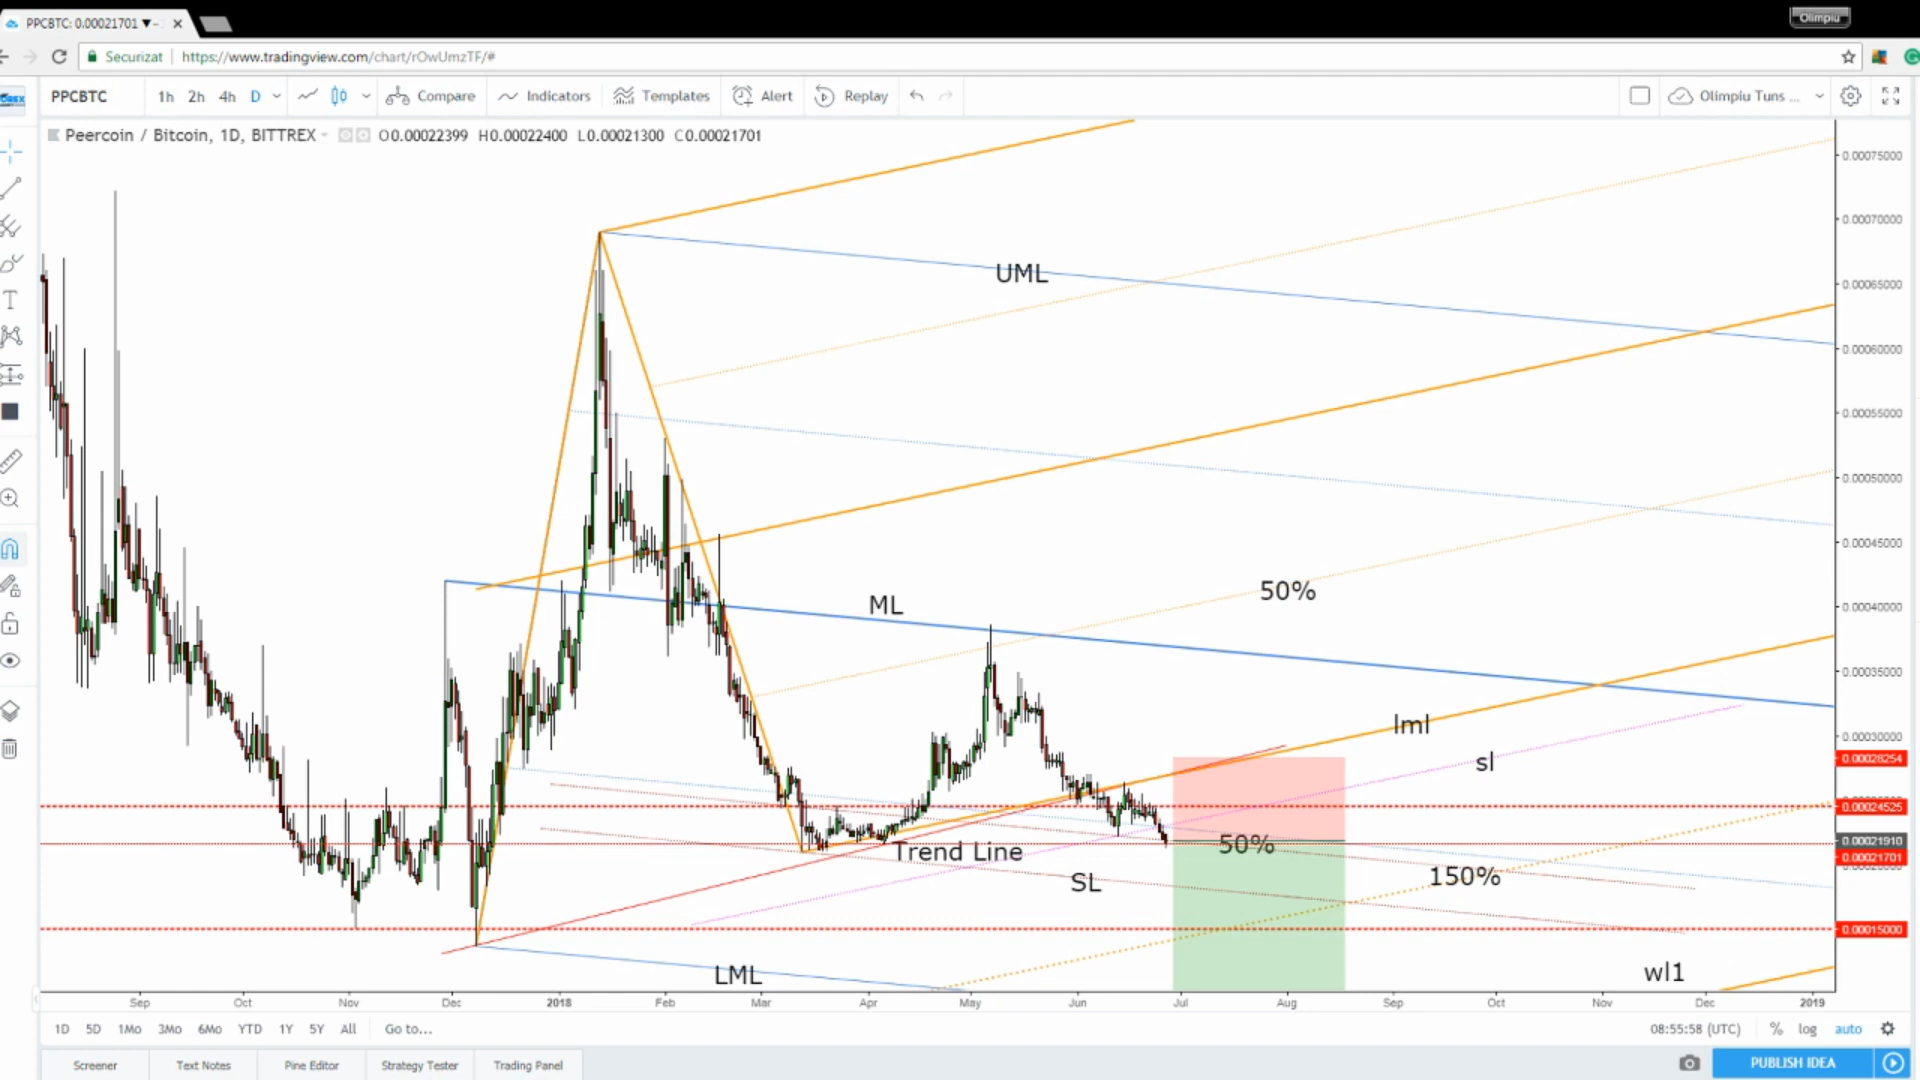 Olimpiu
PPCBTC: 0.00021701 ▼ -
Securizat https://www.tradingview.com/chart/rOwUmzTF/#
PPCBTC 1h 2h 4h D Compare Indicators Templates Alert Replay Olimpiu Tuns ...
Peercoin / Bitcoin, 1D, BITTREX O0.00022399 H0.00022400 L0.00021300 C0.00021701
0.00075000
0.00070000
UML
0.00065000
0.00060000
0.00055000
0.00050000
0.00045000
50%
ML
0.00040000
0.00035000
lml
0.00030000
sl
0.00028254
0.00024525
0.00021910
50%
Trend Line
0.00021701
150%
SL
0.00015000
wl1
LML
Sep Oct Nov Dec 2018 Feb Mar Apr May Jun Jul Aug Sep Oct Nov Dec 2019
1D 5D 1Mo 3Mo 6Mo YTD 1Y 5Y All Go to... 08:55:58 (UTC) % log auto
Screener Text Notes Pine Editor Strategy Tester Trading Panel PUBLISH IDEA